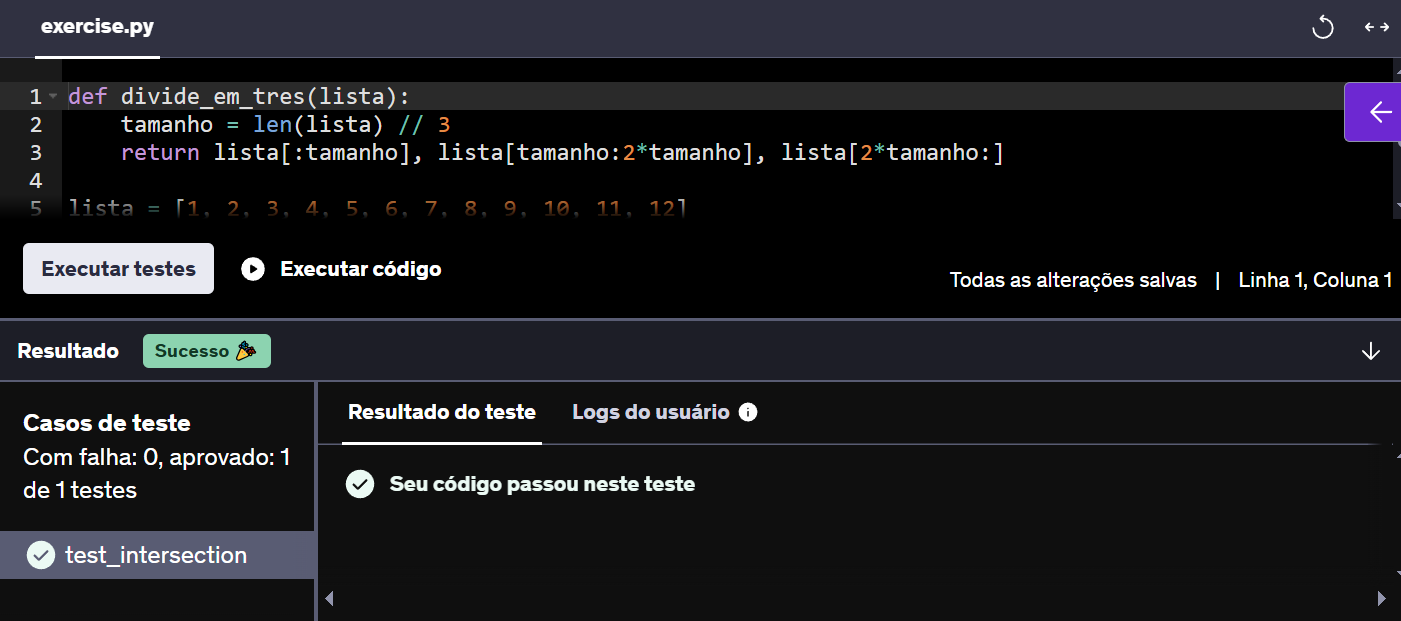 exercise.py
1 def divide_em_tres(lista):
2     tamanho = len(lista) // 3
3     return lista[:tamanho], lista[tamanho:2*tamanho], lista[2*tamanho:]
4
5 lista = [1, 2, 3, 4, 5, 6, 7, 8, 9, 10, 11, 12]
Executar testes Executar código
Todas as alterações salvas | Linha 1, Coluna 1
Resultado Sucesso 🎉
Casos de teste
Com falha: 0, aprovado: 1
de 1 testes
test_intersection
Resultado do teste Logs do usuário
Seu código passou neste teste